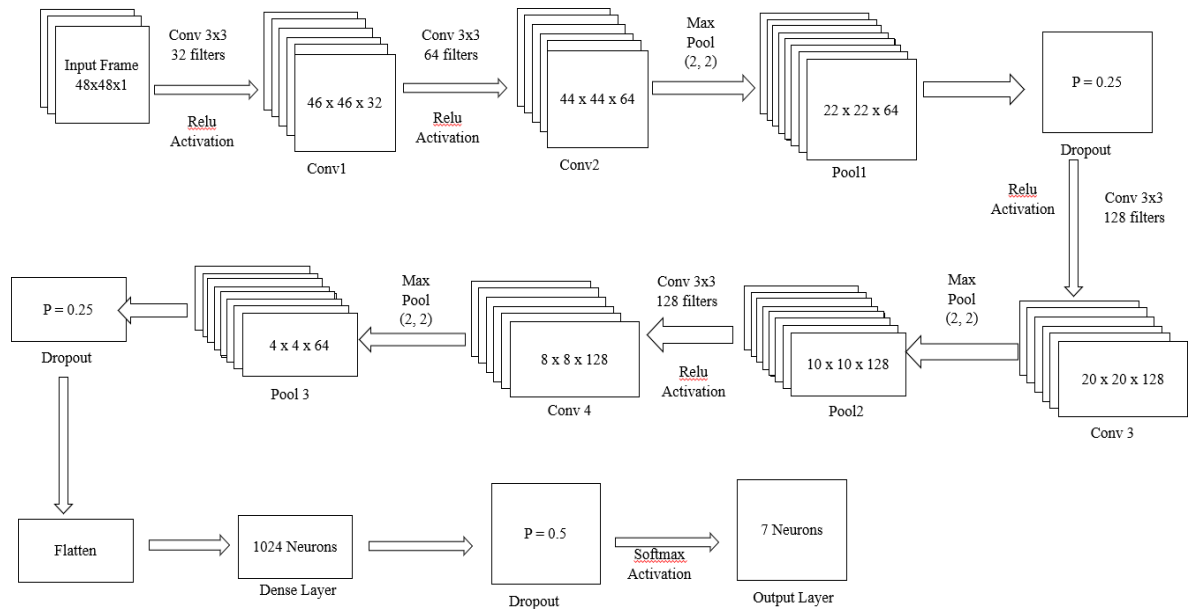 Input Frame
48x48x1
Conv 3x3
32 filters
Relu
Activation
46 x 46 x 32
Conv1
Conv 3x3
64 filters
Relu
Activation
44 x 44 x 64
Conv2
Max
Pool
(2, 2)
22 x 22 x 64
Pool1
P = 0.25
Dropout
Relu
Activation
Conv 3x3
128 filters
20 x 20 x 128
Conv 3
Max
Pool
(2, 2)
10 x 10 x 128
Pool2
Conv 3x3
128 filters
Relu
Activation
8 x 8 x 128
Conv 4
Max
Pool
(2, 2)
4 x 4 x 64
Pool 3
P = 0.25
Dropout
Flatten
1024 Neurons
Dense Layer
P = 0.5
Dropout
Softmax
Activation
7 Neurons
Output Layer